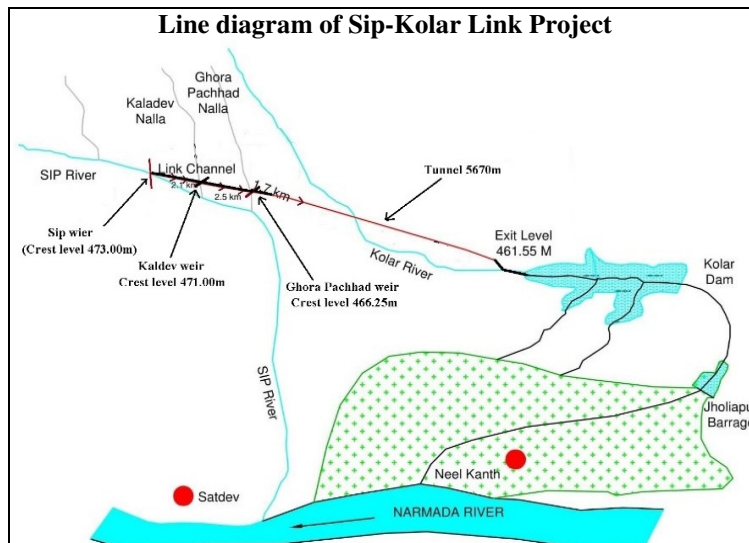 Line diagram of Sip-Kolar Link Project
Ghora
Pachhad
Nalla
Kaladev
Nalla
SIP River
Link Channel
2.1 km
2.5 km
1.7 km
Tunnel 5670m
Sip wier
(Crest level 473.00m)
Kaldev weir
Crest level 471.00m
Ghora Pachhad weir
Crest level 466.25m
Kolar River
Exit Level
461.55 M
Kolar
Dam
SIP River
Jholiapu
Barrage
Neel Kanth
Satdev
NARMADA RIVER